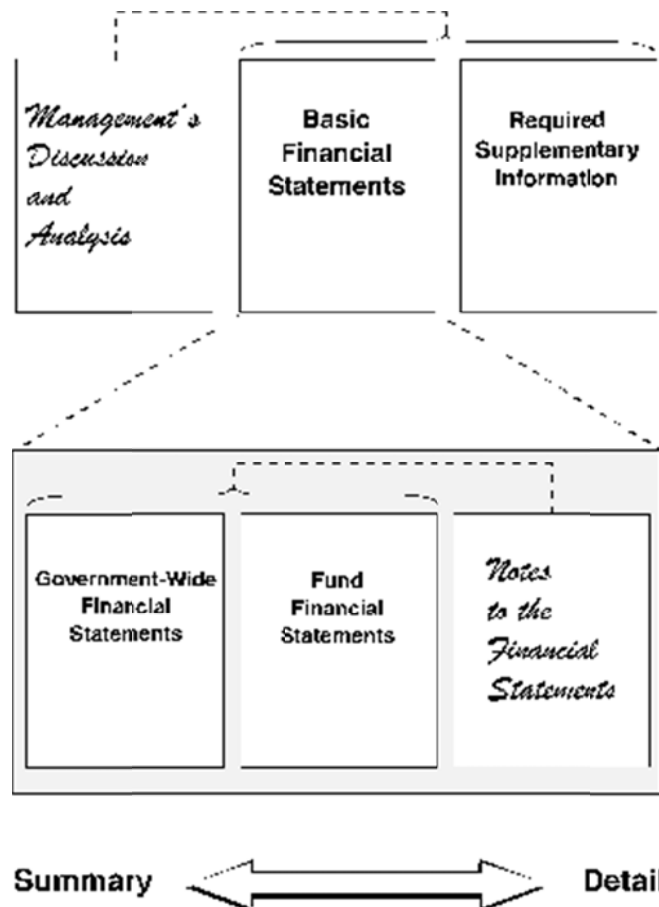 Management's
Discussion
and
Analysis
Basic
Financial
Statements
Required
Supplementary
Information
Government-Wide
Financial
Statements
Fund
Financial
Statements
Notes
to the
Financial
Statements
Summary
Detail